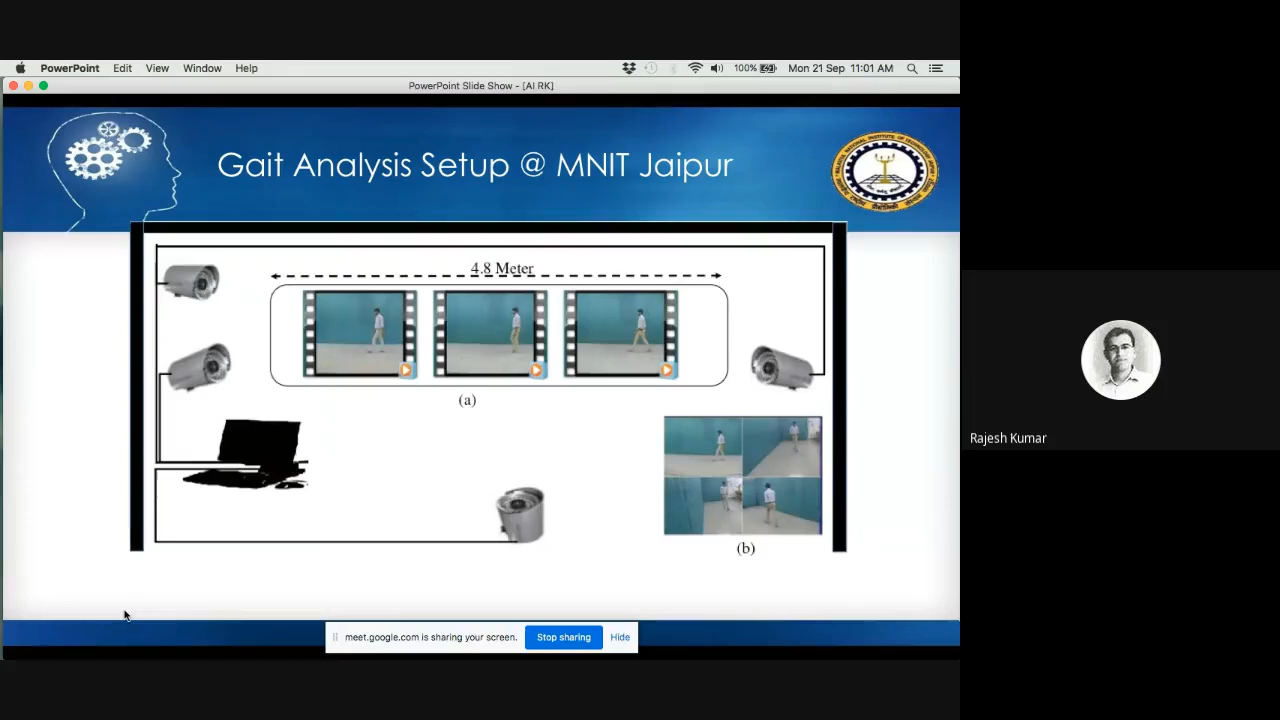 PowerPoint Edit View Window Help 100% Mon 21 Sep 11:01 AM
PowerPoint Slide Show - [AI RK]
Gait Analysis Setup @ MNIT Jaipur
4.8 Meter
(a)
(b)
Rajesh Kumar
meet.google.com is sharing your screen. Stop sharing Hide